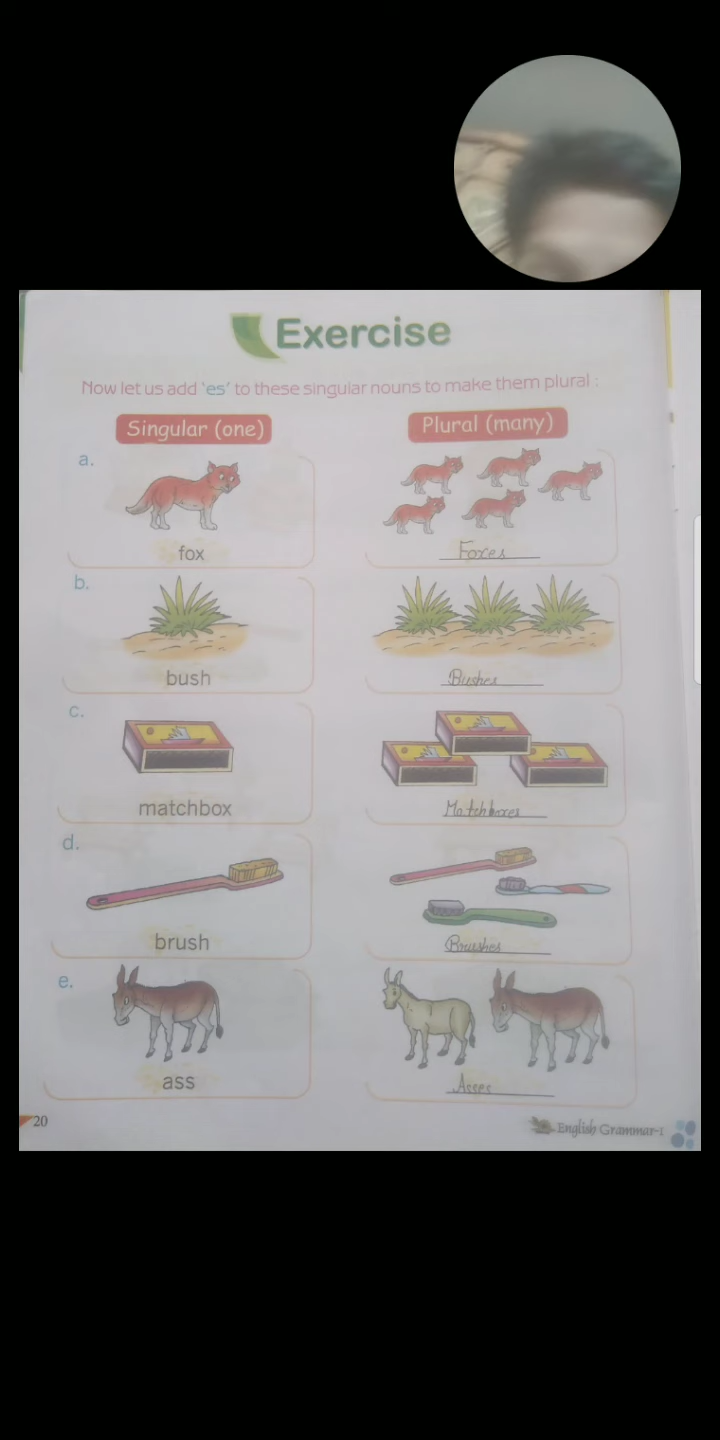 Exercise
Now let us add 'es' to these singular nouns to make them plural :
Singular (one)
Plural (many)
a.
fox
Foxes
b.
bush
Bushes
c.
matchbox
Matchboxes
d.
brush
Brushes
e.
ass
Asses
20
English Grammar-1